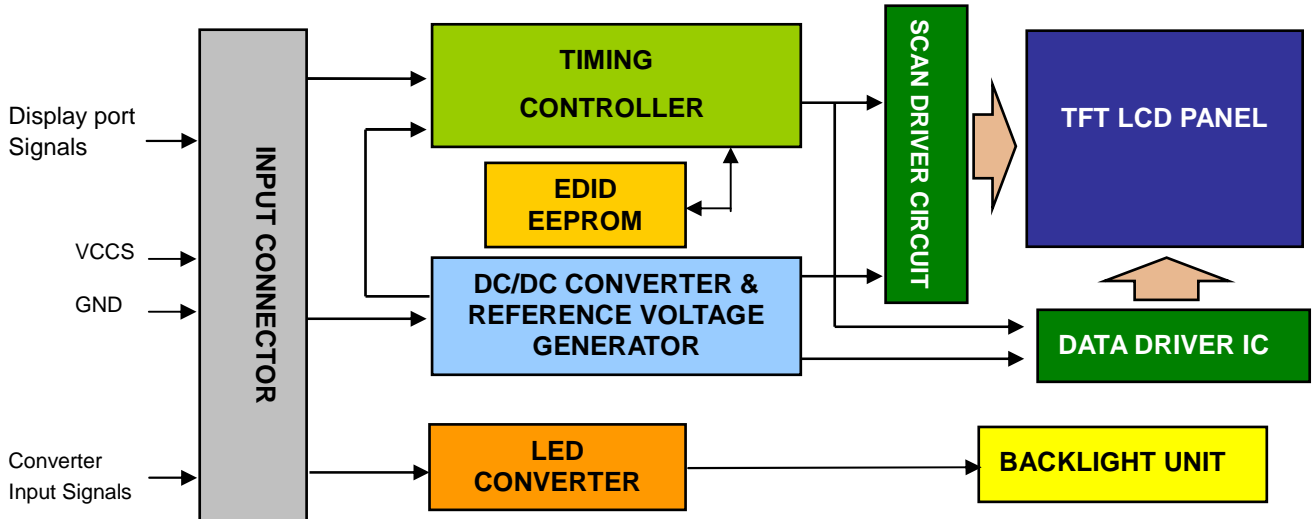 Display port
Signals
VCCS
GND
Converter
Input Signals
INPUT CONNECTOR
TIMING
CONTROLLER
EDID
EEPROM
DC/DC CONVERTER &
REFERENCE VOLTAGE
GENERATOR
LED
CONVERTER
SCAN DRIVER CIRCUIT
TFT LCD PANEL
DATA DRIVER IC
BACKLIGHT UNIT